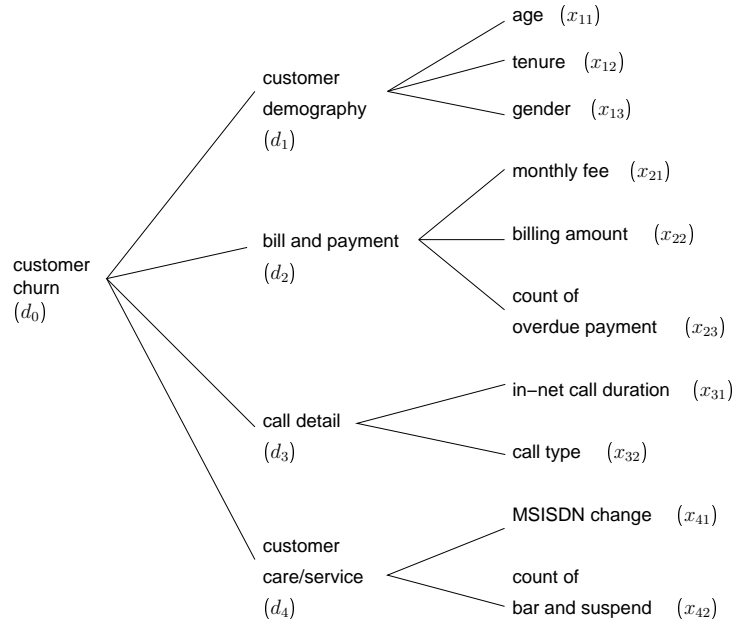 customer
churn
(d₀)
customer
demography
(d₁)
age (x₁₁)
tenure (x₁₂)
gender (x₁₃)
bill and payment
(d₂)
monthly fee (x₂₁)
billing amount (x₂₂)
count of
overdue payment (x₂₃)
call detail
(d₃)
in−net call duration (x₃₁)
call type (x₃₂)
customer
care/service
(d₄)
MSISDN change (x₄₁)
count of
bar and suspend (x₄₂)